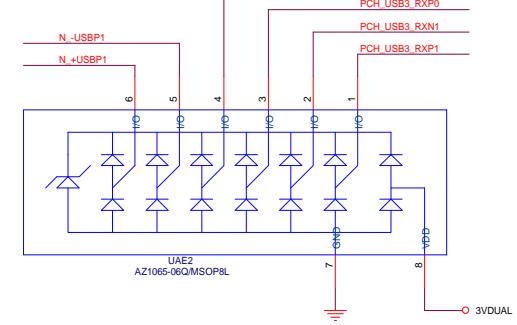 PCH_USB3_RXP0
PCH_USB3_RXN1
N_-USBP1
PCH_USB3_RXP1
N_+USBP1
6
5
4
3
2
1
I/O
I/O
I/O
I/O
I/O
I/O
GND
VDD
UAE2
AZ1065-06Q/MSOP8L
7
8
3VDUAL